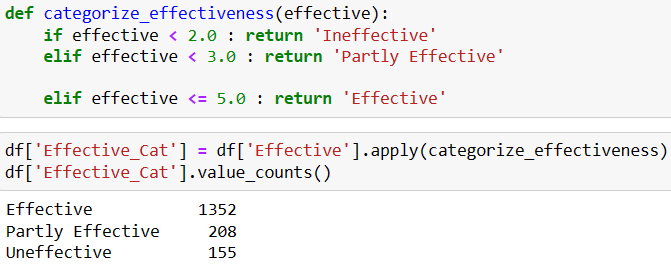 def categorize_effectiveness(effective):
    if effective < 2.0 : return 'Ineffective'
    elif effective < 3.0 : return 'Partly Effective'
    elif effective <= 5.0 : return 'Effective'
df['Effective_Cat'] = df['Effective'].apply(categorize_effectiveness)
df['Effective_Cat'].value_counts()
Effective           1352
Partly Effective     208
Uneffective          155